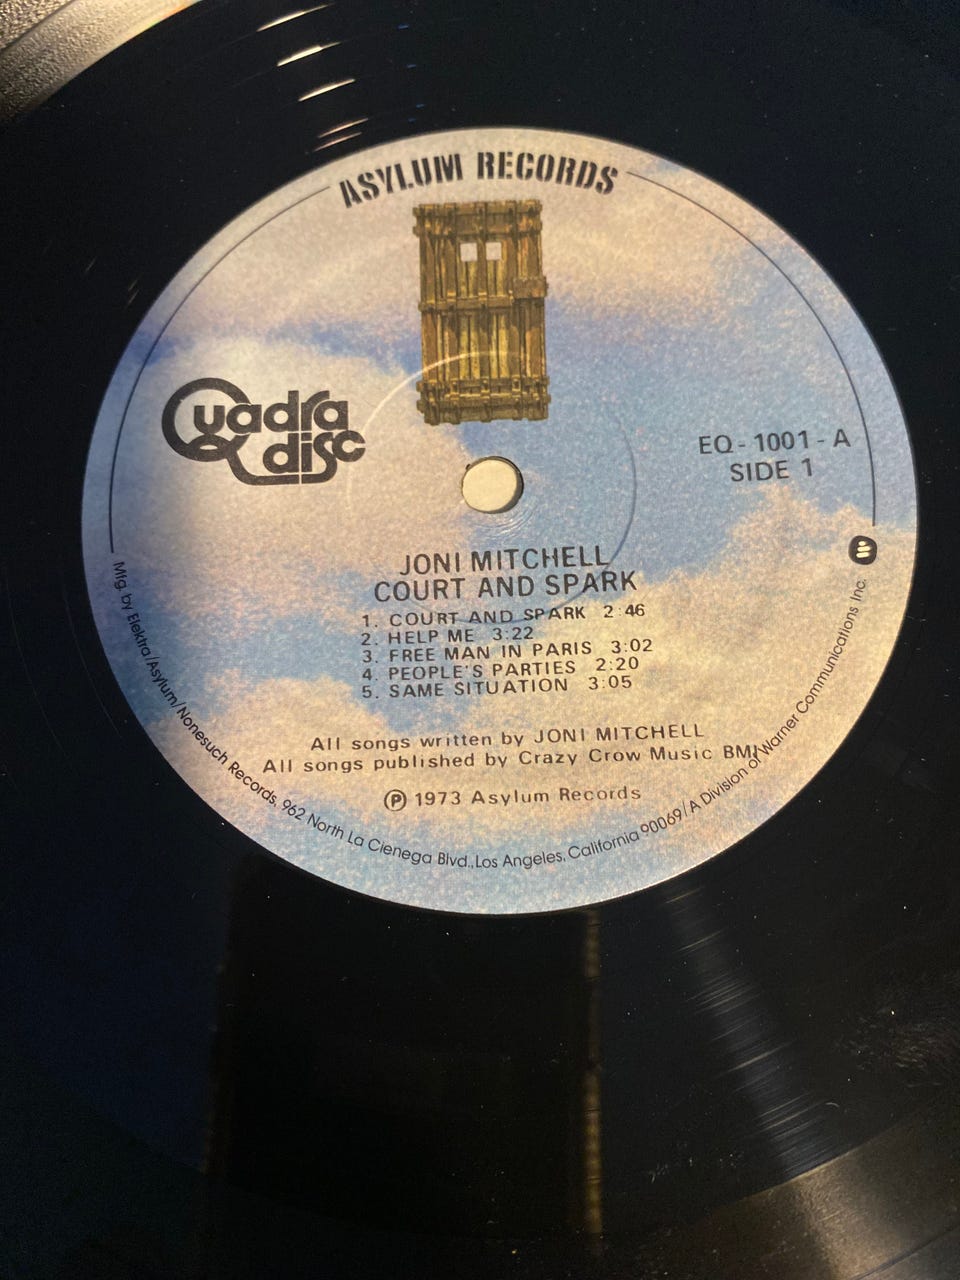 ASYLUM RECORDS
Quadra
disc
EQ-1001-A
SIDE 1
JONI MITCHELL
COURT AND SPARK
1. COURT AND SPARK 2:46
2. HELP ME 3:22
3. FREE MAN IN PARIS 3:02
4. PEOPLE'S PARTIES 2:20
5. SAME SITUATION 3:05
All songs written by JONI MITCHELL
All songs published by Crazy Crow Music BMI
Ⓟ 1973 Asylum Records
Mfg. by Elektra/Asylum/Nonesuch Records, 962 North La Cienega Blvd., Los Angeles, California 90069/A Division of Warner Communications Inc.